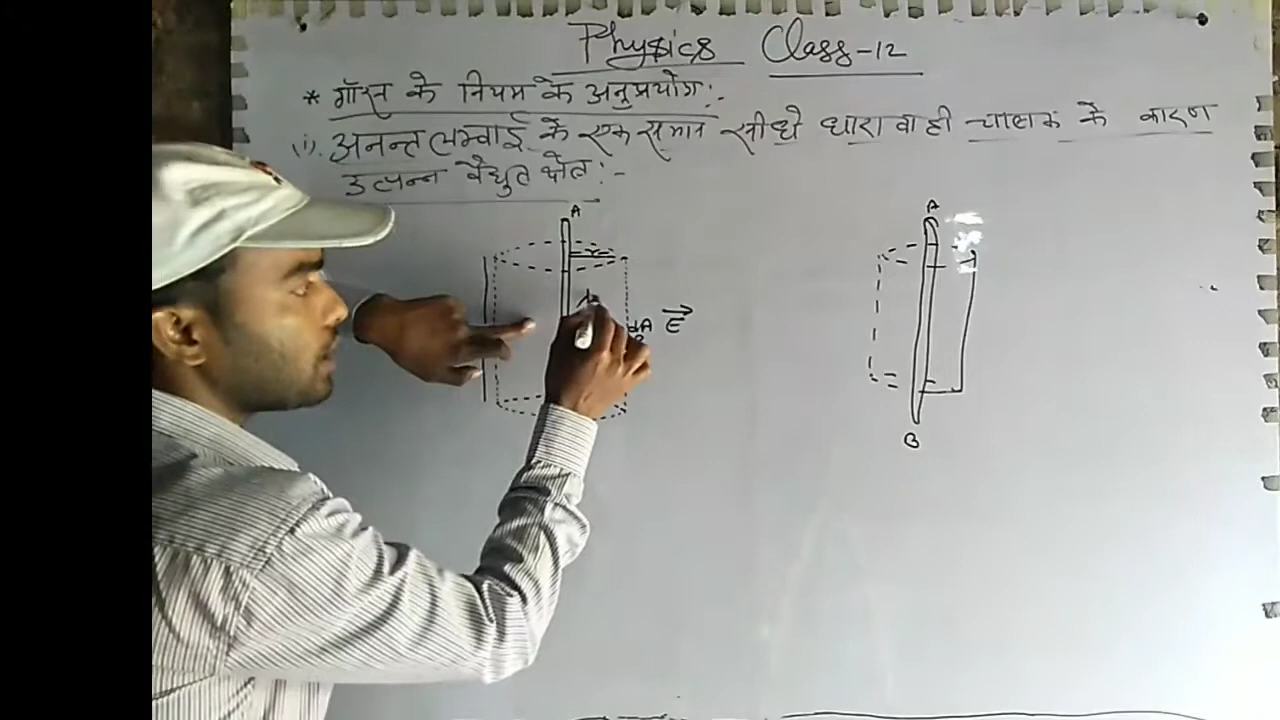 Physics Class-12
* गॉस के नियम के अनुप्रयोग:-
(i). अनन्त लम्बाई के एक समान सीधे धारावाही चालक के कारण
उत्पन्न वैद्युत क्षेत्र:-
A
r
dA E
A
B